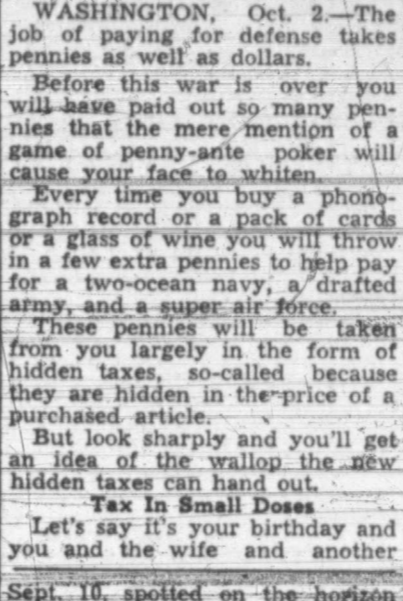 WASHINGTON, Oct. 2.—The
job of paying for defense takes
pennies as well as dollars.
Before this war is over you
will have paid out so many pen-
nies that the mere mention of a
game of penny-ante poker will
cause your face to whiten.
Every time you buy a phono-
graph record or a pack of cards
or a glass of wine you will throw
in a few extra pennies to help pay
for a two-ocean navy, a drafted
army, and a super air force.
These pennies will be taken
from you largely in the form of
hidden taxes, so-called because
they are hidden in the price of a
purchased article.
But look sharply and you'll get
an idea of the wallop the new
hidden taxes can hand out.
Tax In Small Doses
Let's say it's your birthday and
you and the wife and another
Sept. 10, spotted on the horizon